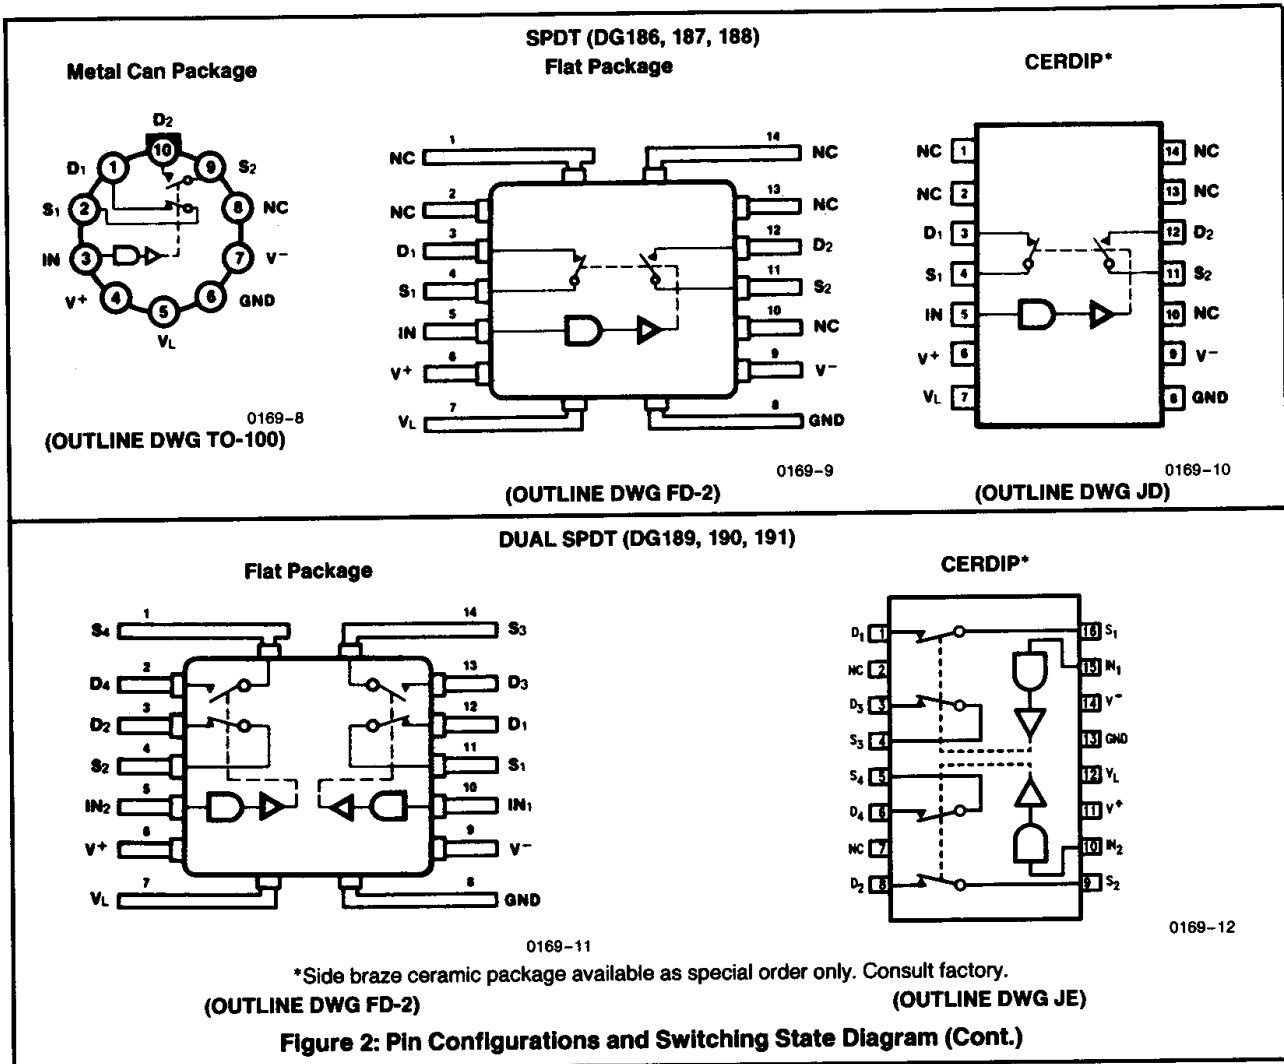 SPDT (DG186, 187, 188)
Metal Can Package
D2
10
D1 1 9 S2
S1 2 8 NC
IN 3 7 V−
V+ 4 6 GND
5
VL
0169–8
(OUTLINE DWG TO-100)
Flat Package
1 14
NC NC
2 13
NC NC
3 12
D1 D2
4 11
S1 S2
5 10
IN NC
6 9
V+ V−
7 8
VL GND
0169–9
(OUTLINE DWG FD-2)
CERDIP*
NC 1 14 NC
NC 2 13 NC
D1 3 12 D2
S1 4 11 S2
IN 5 10 NC
V+ 6 9 V−
VL 7 8 GND
0169–10
(OUTLINE DWG JD)
DUAL SPDT (DG189, 190, 191)
Flat Package
1 14
S4 S3
2 13
D4 D3
3 12
D2 D1
4 11
S2 S1
5 10
IN2 IN1
6 9
V+ V−
7 8
VL GND
0169–11
CERDIP*
D1 1 16 S1
NC 2 15 IN1
D3 3 14 V−
S3 4 13 GND
S4 5 12 VL
D4 6 11 V+
NC 7 10 IN2
D2 8 9 S2
0169–12
*Side braze ceramic package available as special order only. Consult factory.
(OUTLINE DWG FD-2)
(OUTLINE DWG JE)
Figure 2: Pin Configurations and Switching State Diagram (Cont.)